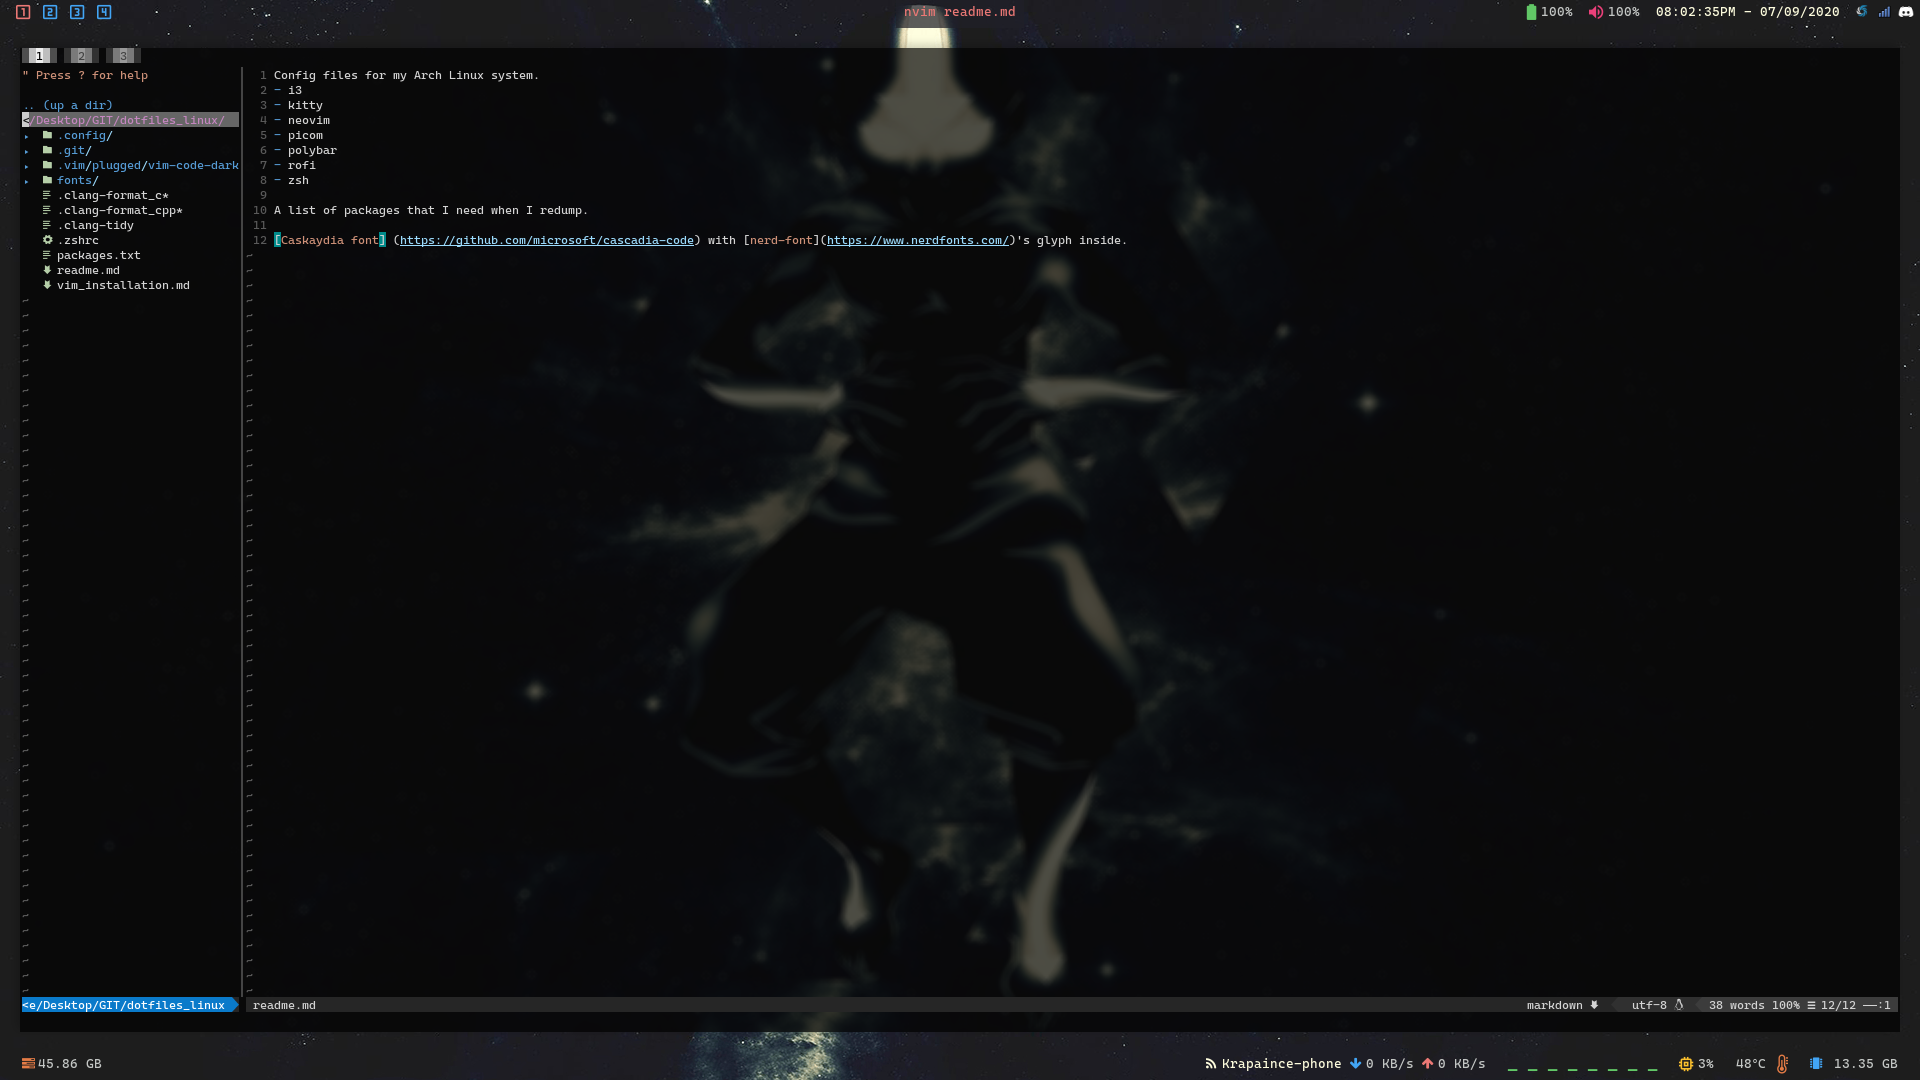 1 2 3 4 nvim readme.md 100% 100% 08:02:35PM - 07/09/2020
1 2 3
" Press ? for help
.. (up a dir)
</Desktop/GIT/dotfiles_linux/
.config/
.git/
.vim/plugged/vim-code-dark
fonts/
.clang-format_c*
.clang-format_cpp*
.clang-tidy
.zshrc
packages.txt
readme.md
vim_installation.md
1 Config files for my Arch Linux system.
2 - i3
3 - kitty
4 - neovim
5 - picom
6 - polybar
7 - rofi
8 - zsh
9
10 A list of packages that I need when I redump.
11
12 [Caskaydia font] (https://github.com/microsoft/cascadia-code) with [nerd-font](https://www.nerdfonts.com/)'s glyph inside.
<e/Desktop/GIT/dotfiles_linux readme.md markdown utf-8 38 words 100% ☰ 12/12 :1
45.86 GB Krapaince-phone 0 KB/s 0 KB/s 3% 48°C 13.35 GB